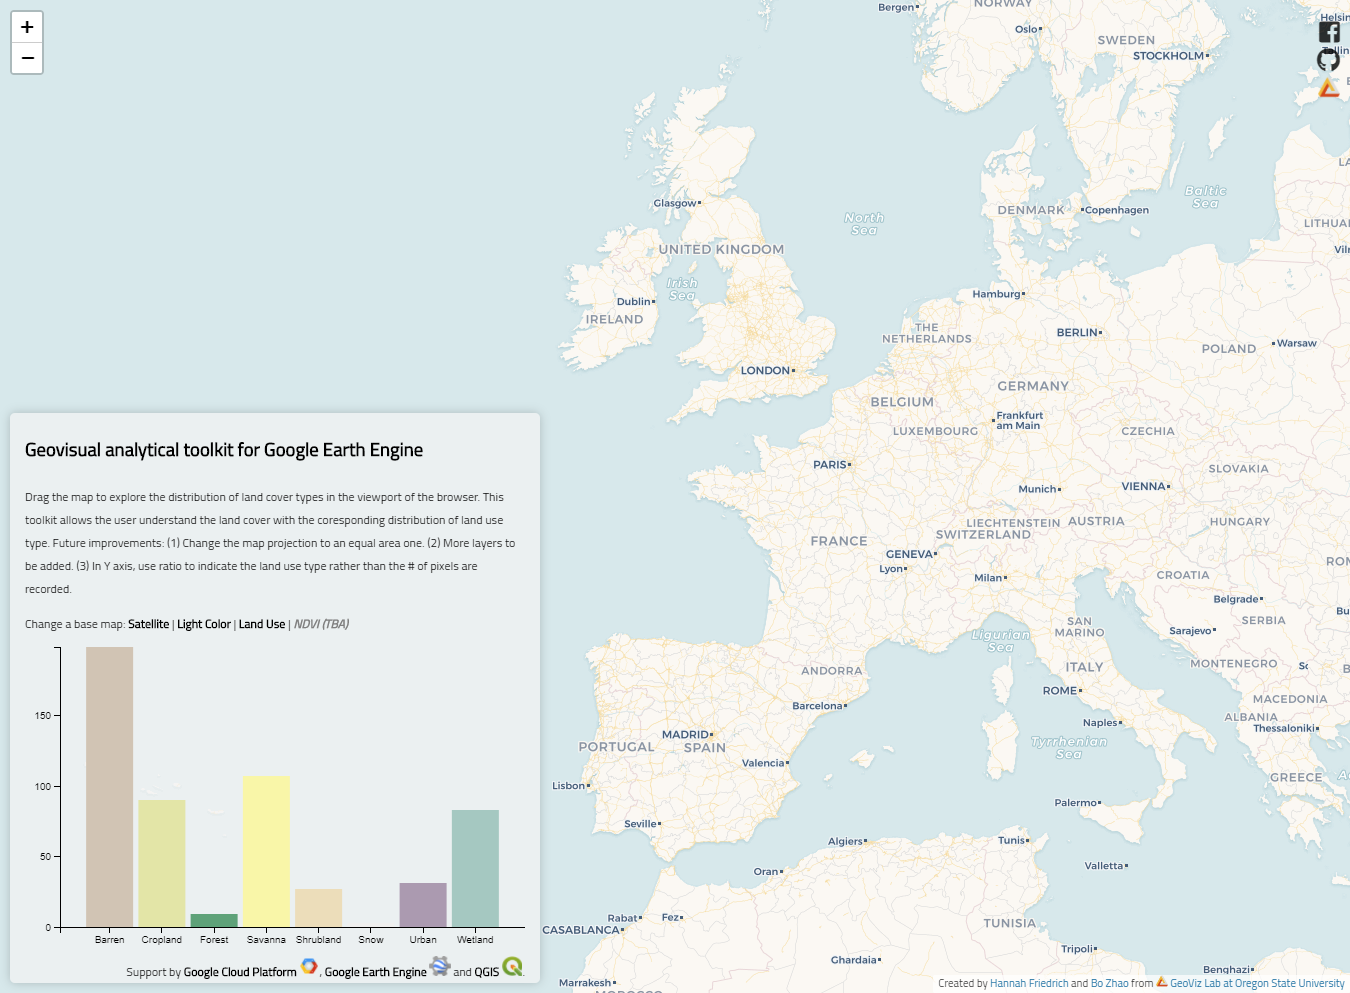 +
−
Bergen
NORWAY
Oslo
SWEDEN
STOCKHOLM
Helsin
Tallin
Glasgow
North
Sea
DENMARK
Copenhagen
Baltic
Sea
LA
LITHUAN
Viln
UNITED KINGDOM
Irish
Sea
Dublin
IRELAND
Hamburg
THE
NETHERLANDS
BERLIN
POLAND
Warsaw
LONDON
GERMANY
BELGIUM
Frankfurt
am Main
LUXEMBOURG
CZECHIA
PARIS
SLOVAKIA
Munich
VIENNA
LIECHTENSTEIN
AUSTRIA
HUNGARY
SWITZERLAND
FRANCE
GENEVA
Lyon
Milan
CROATIA
ROM
Belgrade
Bu
SAN
MARINO
SERBIA
Sarajevo
Ligurian
Sea
ANDORRA
ITALY
MONTENEGRO
So
B
ROME
MACEDONIA
Barcelona
Naples
ALBANIA
Thessaloniki
MADRID
PORTUGAL
SPAIN
Tyrrhenian
Sea
Valencia
GREECE
Lisbon
Palermo
Seville
Algiers
Tunis
Oran
Valletta
Rabat
Fez
CASABLANCA
TUNISIA
Tripoli
Ghardaia
Benghazi
Marrakesh
MOROCCO
Geovisual analytical toolkit for Google Earth Engine
Drag the map to explore the distribution of land cover types in the viewport of the browser. This
toolkit allows the user understand the land cover with the coresponding distribution of land use
type. Future improvements: (1) Change the map projection to an equal area one. (2) More layers to
be added. (3) In Y axis, use ratio to indicate the land use type rather than the # of pixels are
recorded.
Change a base map: Satellite | Light Color | Land Use | NDVI (TBA)
150
100
50
0
Barren Cropland Forest Savanna Shrubland Snow Urban Wetland
Support by Google Cloud Platform , Google Earth Engine and QGIS .
Created by Hannah Friedrich and Bo Zhao from GeoViz Lab at Oregon State University